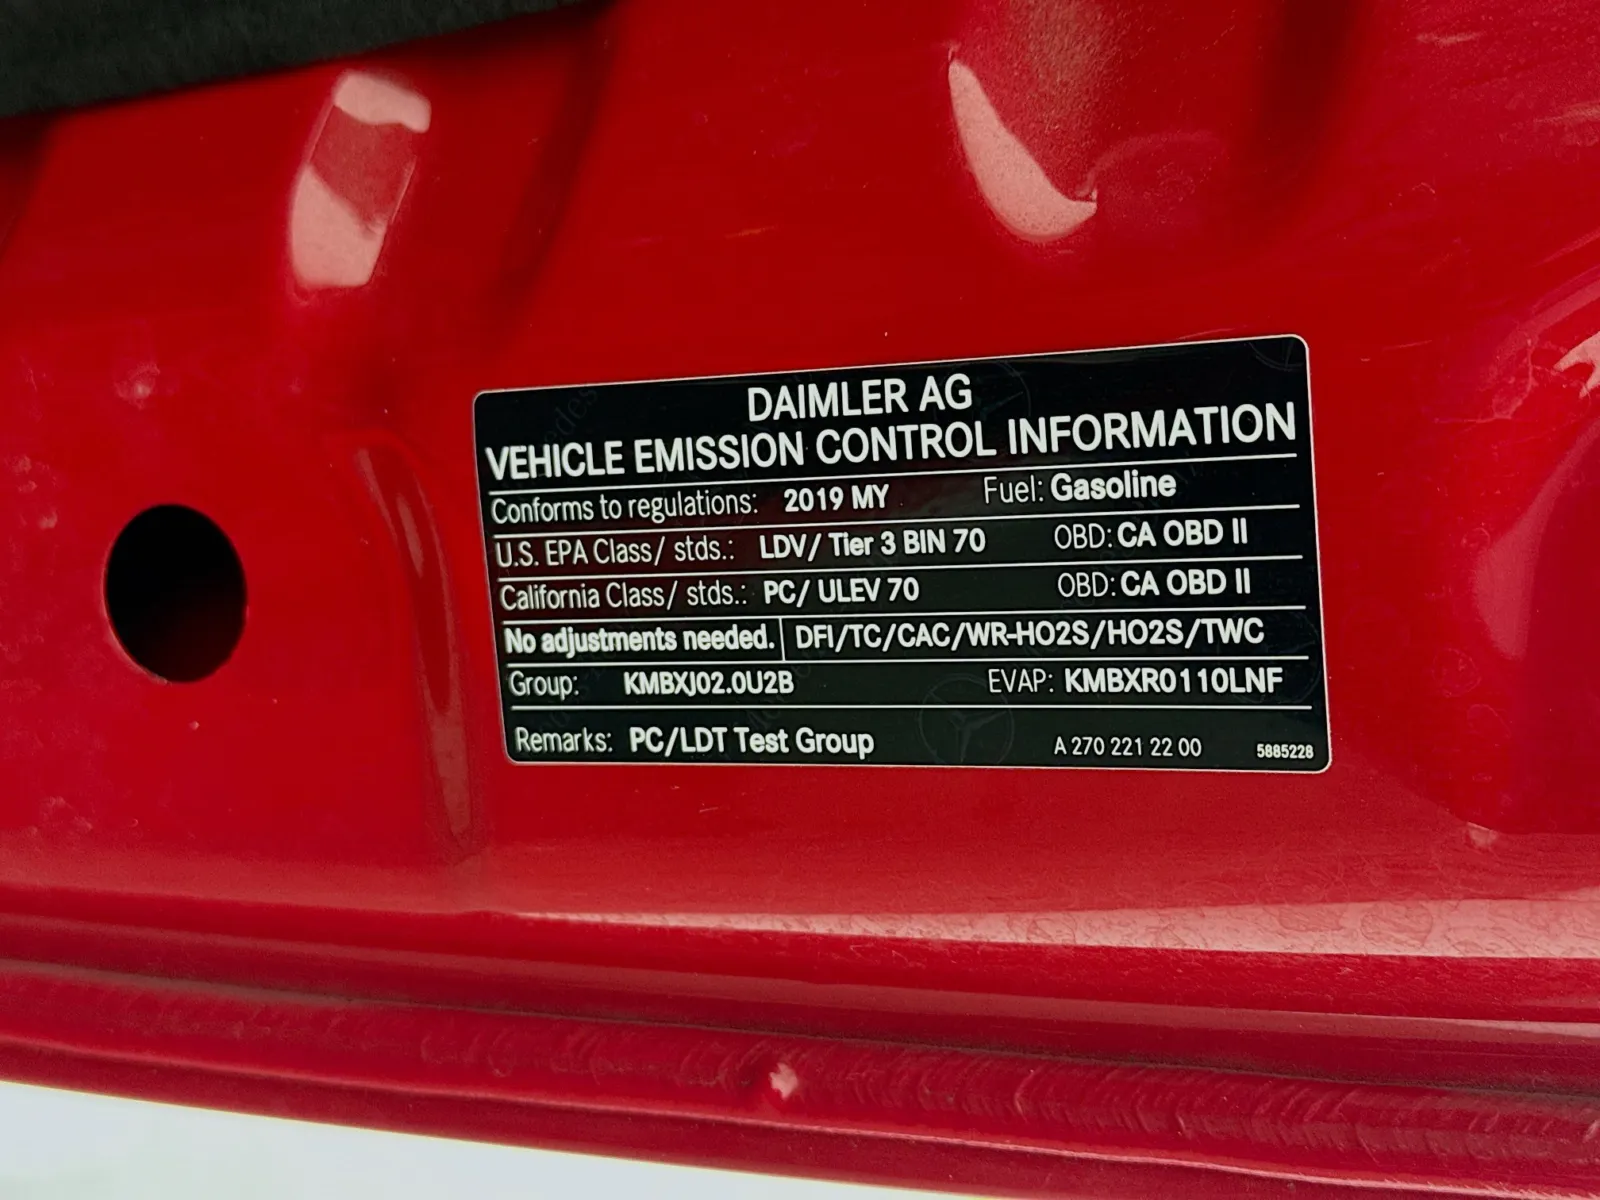 DAIMLER AG
VEHICLE EMISSION CONTROL INFORMATION
Conforms to regulations: 2019 MY Fuel: Gasoline
U.S. EPA Class/ stds.: LDV/ Tier 3 BIN 70 OBD: CA OBD II
California Class/ stds.: PC/ ULEV 70 OBD: CA OBD II
No adjustments needed. DFI/TC/CAC/WR-HO2S/HO2S/TWC
Group: KMBXJ02.0U2B EVAP: KMBXR0110LNF
Remarks: PC/LDT Test Group A 270 221 22 00 5885228